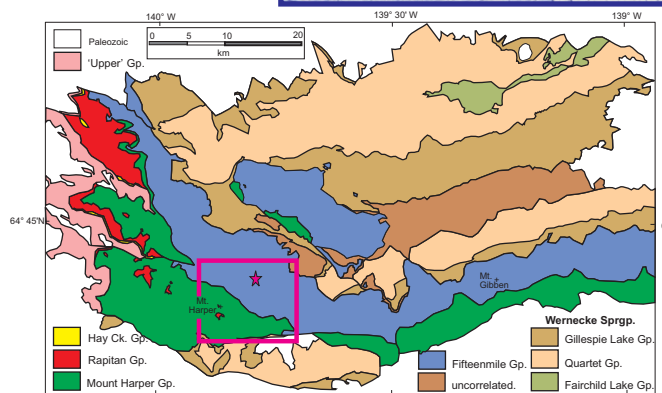 140° W
139° 30' W
139° W
Paleozoic
'Upper' Gp.
0 5 10 20
km
64° 45'N
Mt.
Harper
Mt.
Gibben
Hay Ck. Gp.
Rapitan Gp.
Mount Harper Gp.
Fifteenmile Gp.
uncorrelated.
Wernecke Sprgp.
Gillespie Lake Gp.
Quartet Gp.
Fairchild Lake Gp.